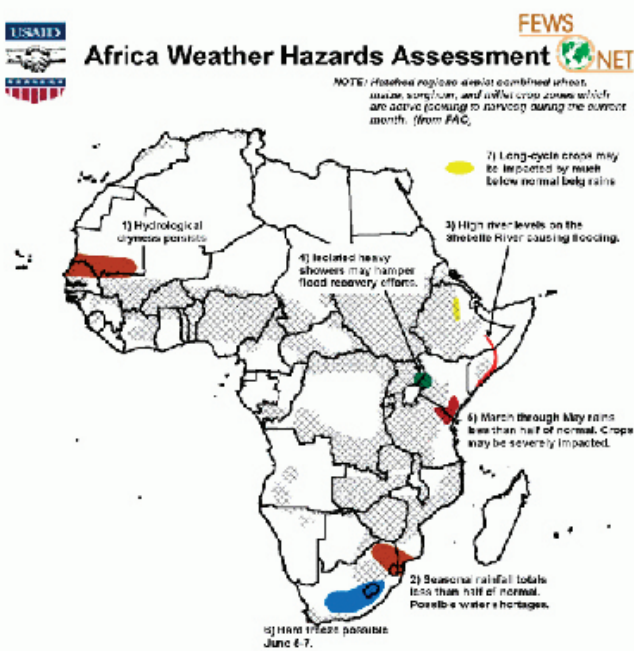 USAID
FEWS
NET
Africa Weather Hazards Assessment
NOTE: Hatched regions depict combined wheat,
maize, sorghum, and millet crop zones which
are active (sowing to harvest) during the current
month. (from FAO)
7) Long-cycle crops may
be impacted by much
below normal belg rains
1) Hydrological
dryness persists
3) High river levels on the
Shebelle River causing flooding.
4) Isolated heavy
showers may hamper
flood recovery efforts.
5) March through May rains
less than half of normal. Crops
may be severely impacted.
2) Seasonal rainfall totals
less than half of normal.
Possible water shortages.
6) Hard freeze possible
June 6-7.